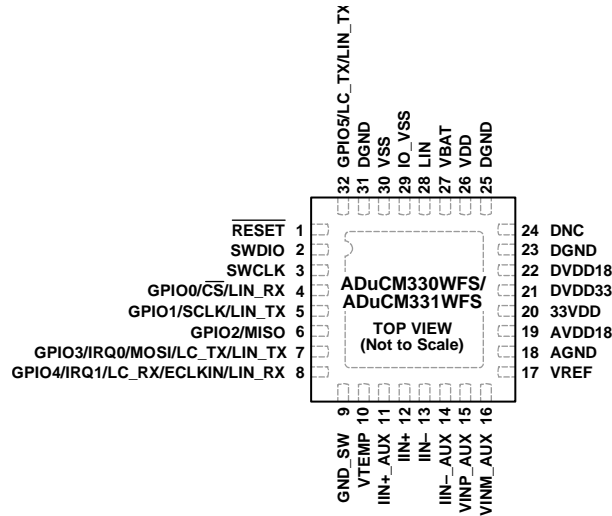 32 GPIO5/LC_TX/LIN_TX
31 DGND
30 VSS
29 IO_VSS
28 LIN
27 VBAT
26 VDD
25 DGND
RESET 1
SWDIO 2
SWCLK 3
GPIO0/CS/LIN_RX 4
GPIO1/SCLK/LIN_TX 5
GPIO2/MISO 6
GPIO3/IRQ0/MOSI/LC_TX/LIN_TX 7
GPIO4/IRQ1/LC_RX/ECLKIN/LIN_RX 8
ADuCM330WFS/
ADuCM331WFS
TOP VIEW
(Not to Scale)
24 DNC
23 DGND
22 DVDD18
21 DVDD33
20 33VDD
19 AVDD18
18 AGND
17 VREF
GND_SW 9
VTEMP 10
IIN+_AUX 11
IIN+ 12
IIN– 13
IIN–_AUX 14
VINP_AUX 15
VINM_AUX 16